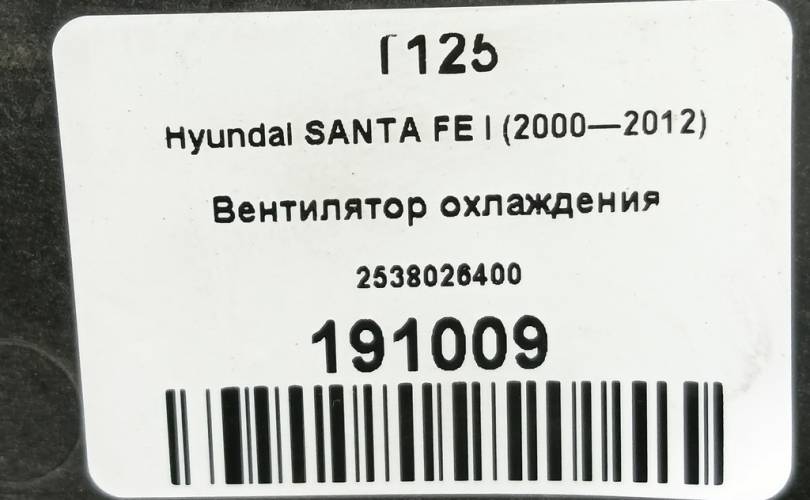 Г125
Hyundai SANTA FE I (2000—2012)
Вентилятор охлаждения
2538026400
191009